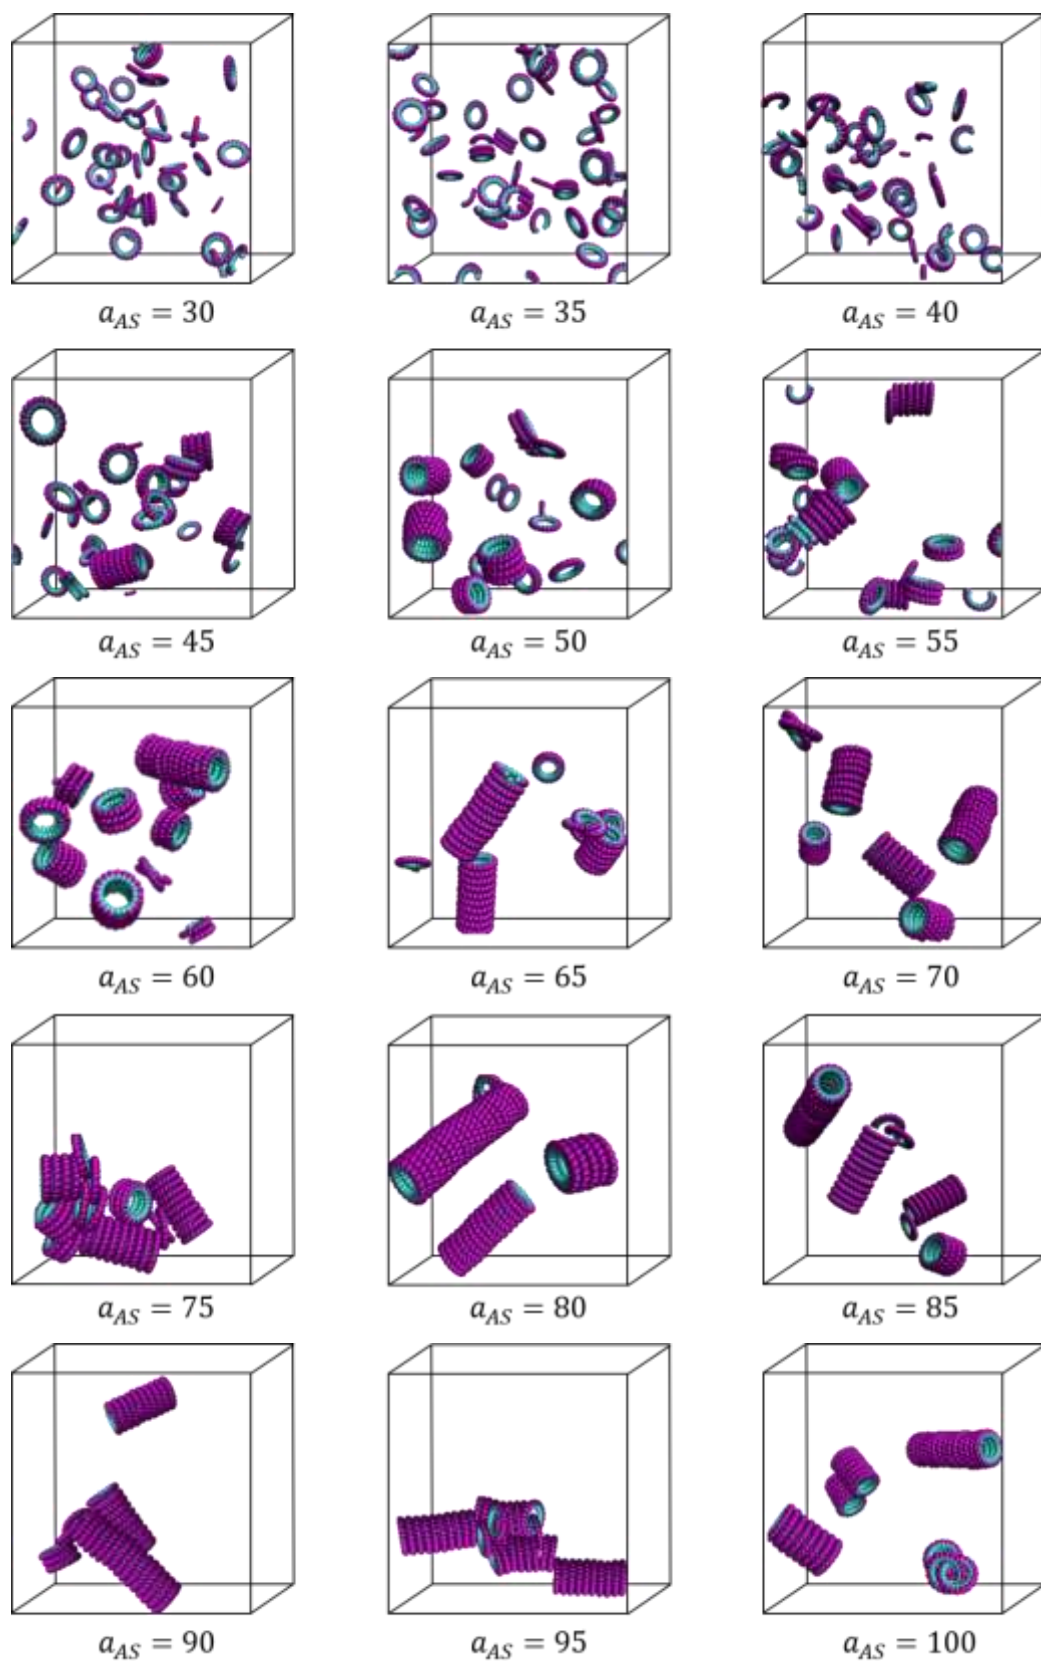 a_AS = 30
a_AS = 35
a_AS = 40
a_AS = 45
a_AS = 50
a_AS = 55
a_AS = 60
a_AS = 65
a_AS = 70
a_AS = 75
a_AS = 80
a_AS = 85
a_AS = 90
a_AS = 95
a_AS = 100